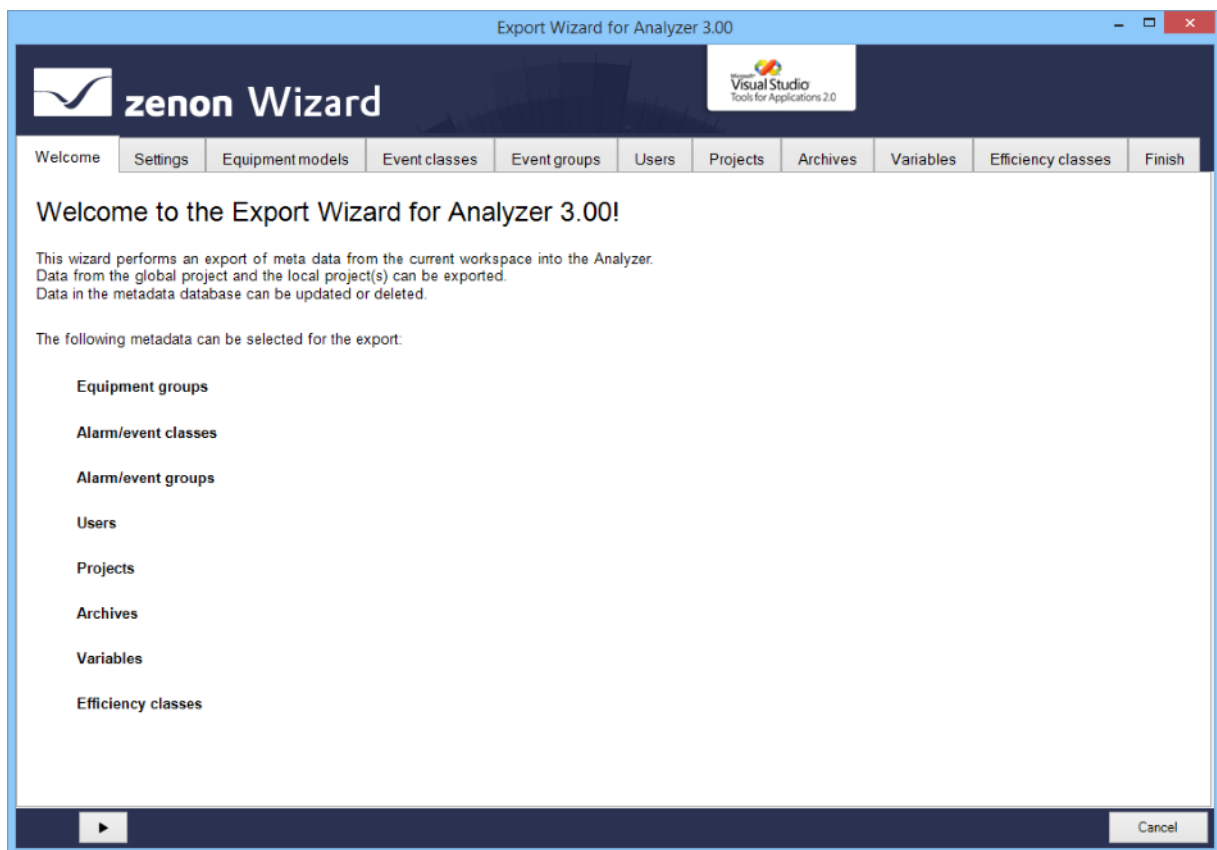 Export Wizard for Analyzer 3.00
zenon Wizard
Microsoft
Visual Studio
Tools for Applications 2.0
Welcome Settings Equipment models Event classes Event groups Users Projects Archives Variables Efficiency classes Finish
Welcome to the Export Wizard for Analyzer 3.00!
This wizard performs an export of meta data from the current workspace into the Analyzer.
Data from the global project and the local project(s) can be exported.
Data in the metadata database can be updated or deleted.
The following metadata can be selected for the export:
Equipment groups
Alarm/event classes
Alarm/event groups
Users
Projects
Archives
Variables
Efficiency classes
Cancel